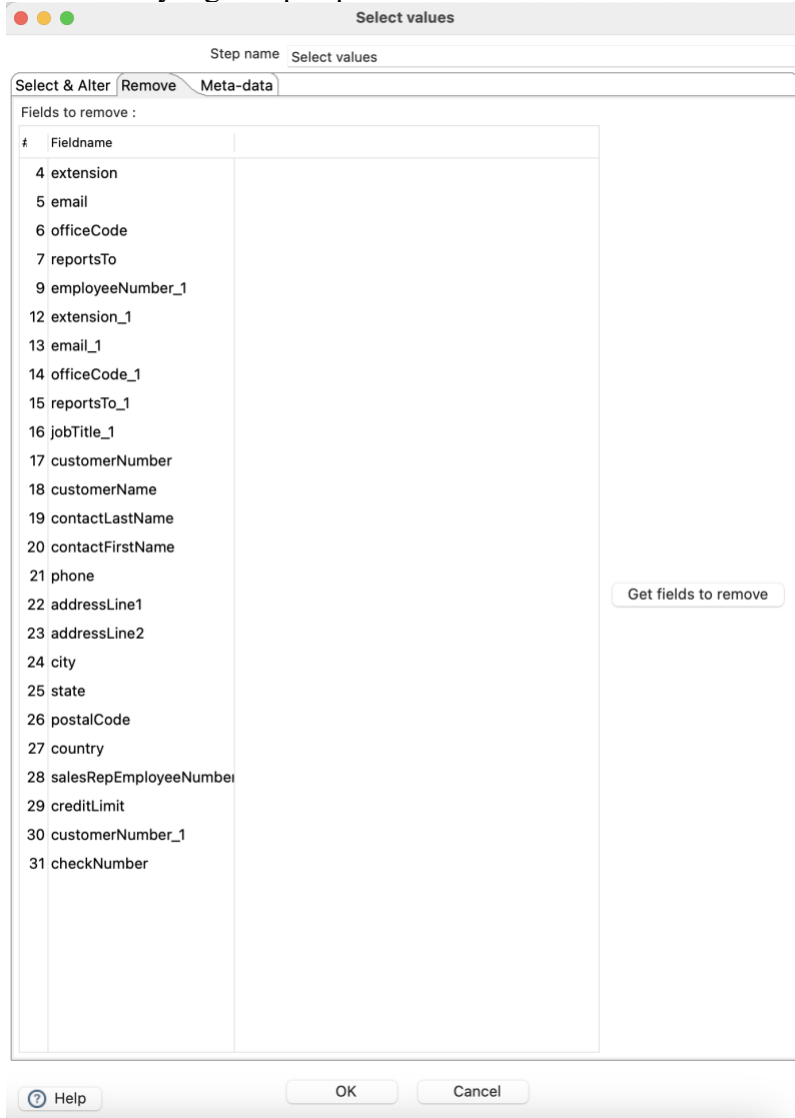 Select values
Step name Select values
Select & Alter Remove Meta-data
Fields to remove :
# Fieldname
4 extension
5 email
6 officeCode
7 reportsTo
9 employeeNumber_1
12 extension_1
13 email_1
14 officeCode_1
15 reportsTo_1
16 jobTitle_1
17 customerNumber
18 customerName
19 contactLastName
20 contactFirstName
21 phone
Get fields to remove
22 addressLine1
23 addressLine2
24 city
25 state
26 postalCode
27 country
28 salesRepEmployeeNumber
29 creditLimit
30 customerNumber_1
31 checkNumber
? Help OK Cancel